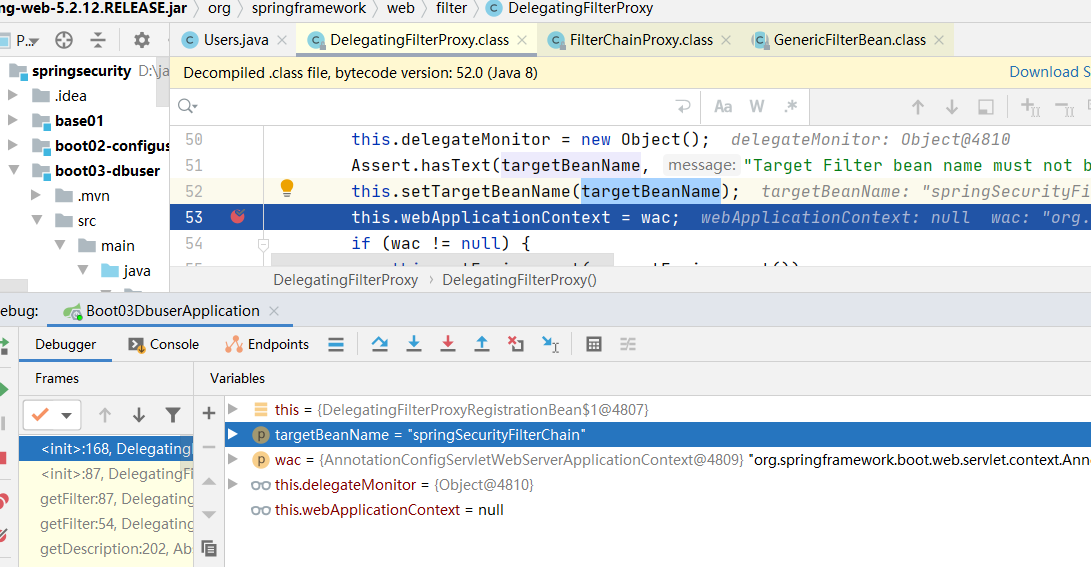 ng-web-5.2.12.RELEASE.jar org springframework web filter DelegatingFilterProxy
P.. Users.java DelegatingFilterProxy.class FilterChainProxy.class GenericFilterBean.class
springsecurity D:\ja
Decompiled .class file, bytecode version: 52.0 (Java 8) Download S
.idea
base01
boot02-configus
boot03-dbuser
.mvn
src
main
java
Aa W .*
50 this.delegateMonitor = new Object(); delegateMonitor: Object@4810
51 Assert.hasText(targetBeanName, message: "Target Filter bean name must not b
52 this.setTargetBeanName(targetBeanName); targetBeanName: "springSecurityFi
53 this.webApplicationContext = wac; webApplicationContext: null wac: "org.
54 if (wac != null) {
DelegatingFilterProxy DelegatingFilterProxy()
ebug: Boot03DbuserApplication
Debugger Console Endpoints
Frames Variables
<init>:168, Delegating
<init>:87, DelegatingFi
getFilter:87, Delegating
getFilter:54, Delegating
getDescription:202, Abs
this = {DelegatingFilterProxyRegistrationBean$1@4807}
p targetBeanName = "springSecurityFilterChain"
p wac = {AnnotationConfigServletWebServerApplicationContext@4809} "org.springframework.boot.web.servlet.context.Ann
this.delegateMonitor = {Object@4810}
this.webApplicationContext = null